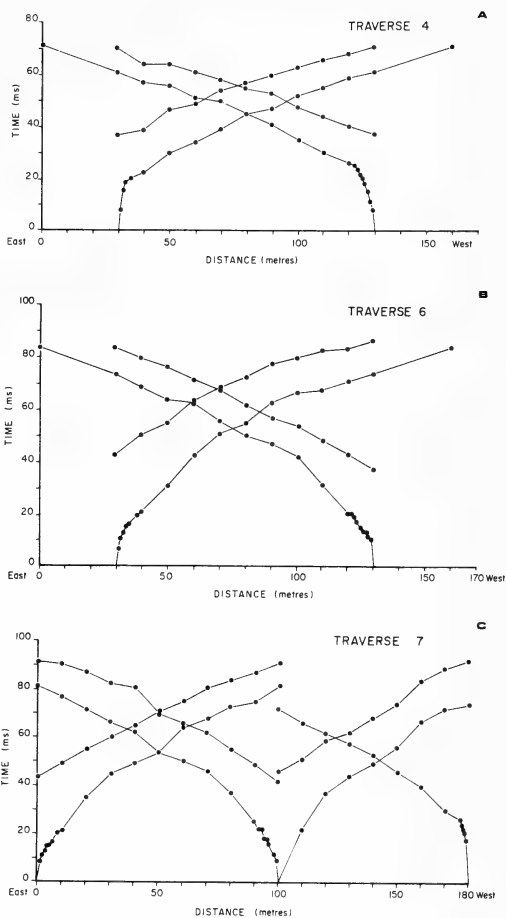 A
TRAVERSE 4
TIME (ms)
80
60
40
20
0
East 0 50 100 150 West
DISTANCE (metres)
B
TRAVERSE 6
TIME (ms)
100
80
60
40
20
0
East 0 50 100 150 170 West
DISTANCE (metres)
C
TRAVERSE 7
TIME (ms)
100
80
60
40
20
0
East 0 50 100 150 180 West
DISTANCE (metres)